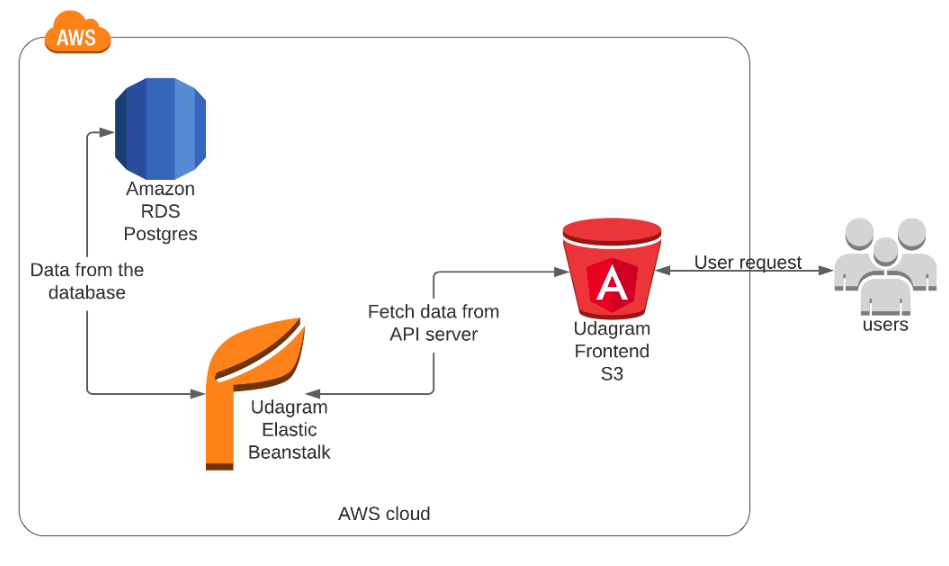 AWS
Amazon
RDS
Postgres
Data from the
database
Fetch data from
API server
Udagram
Elastic
Beanstalk
A
Udagram
Frontend
S3
User request
users
AWS cloud